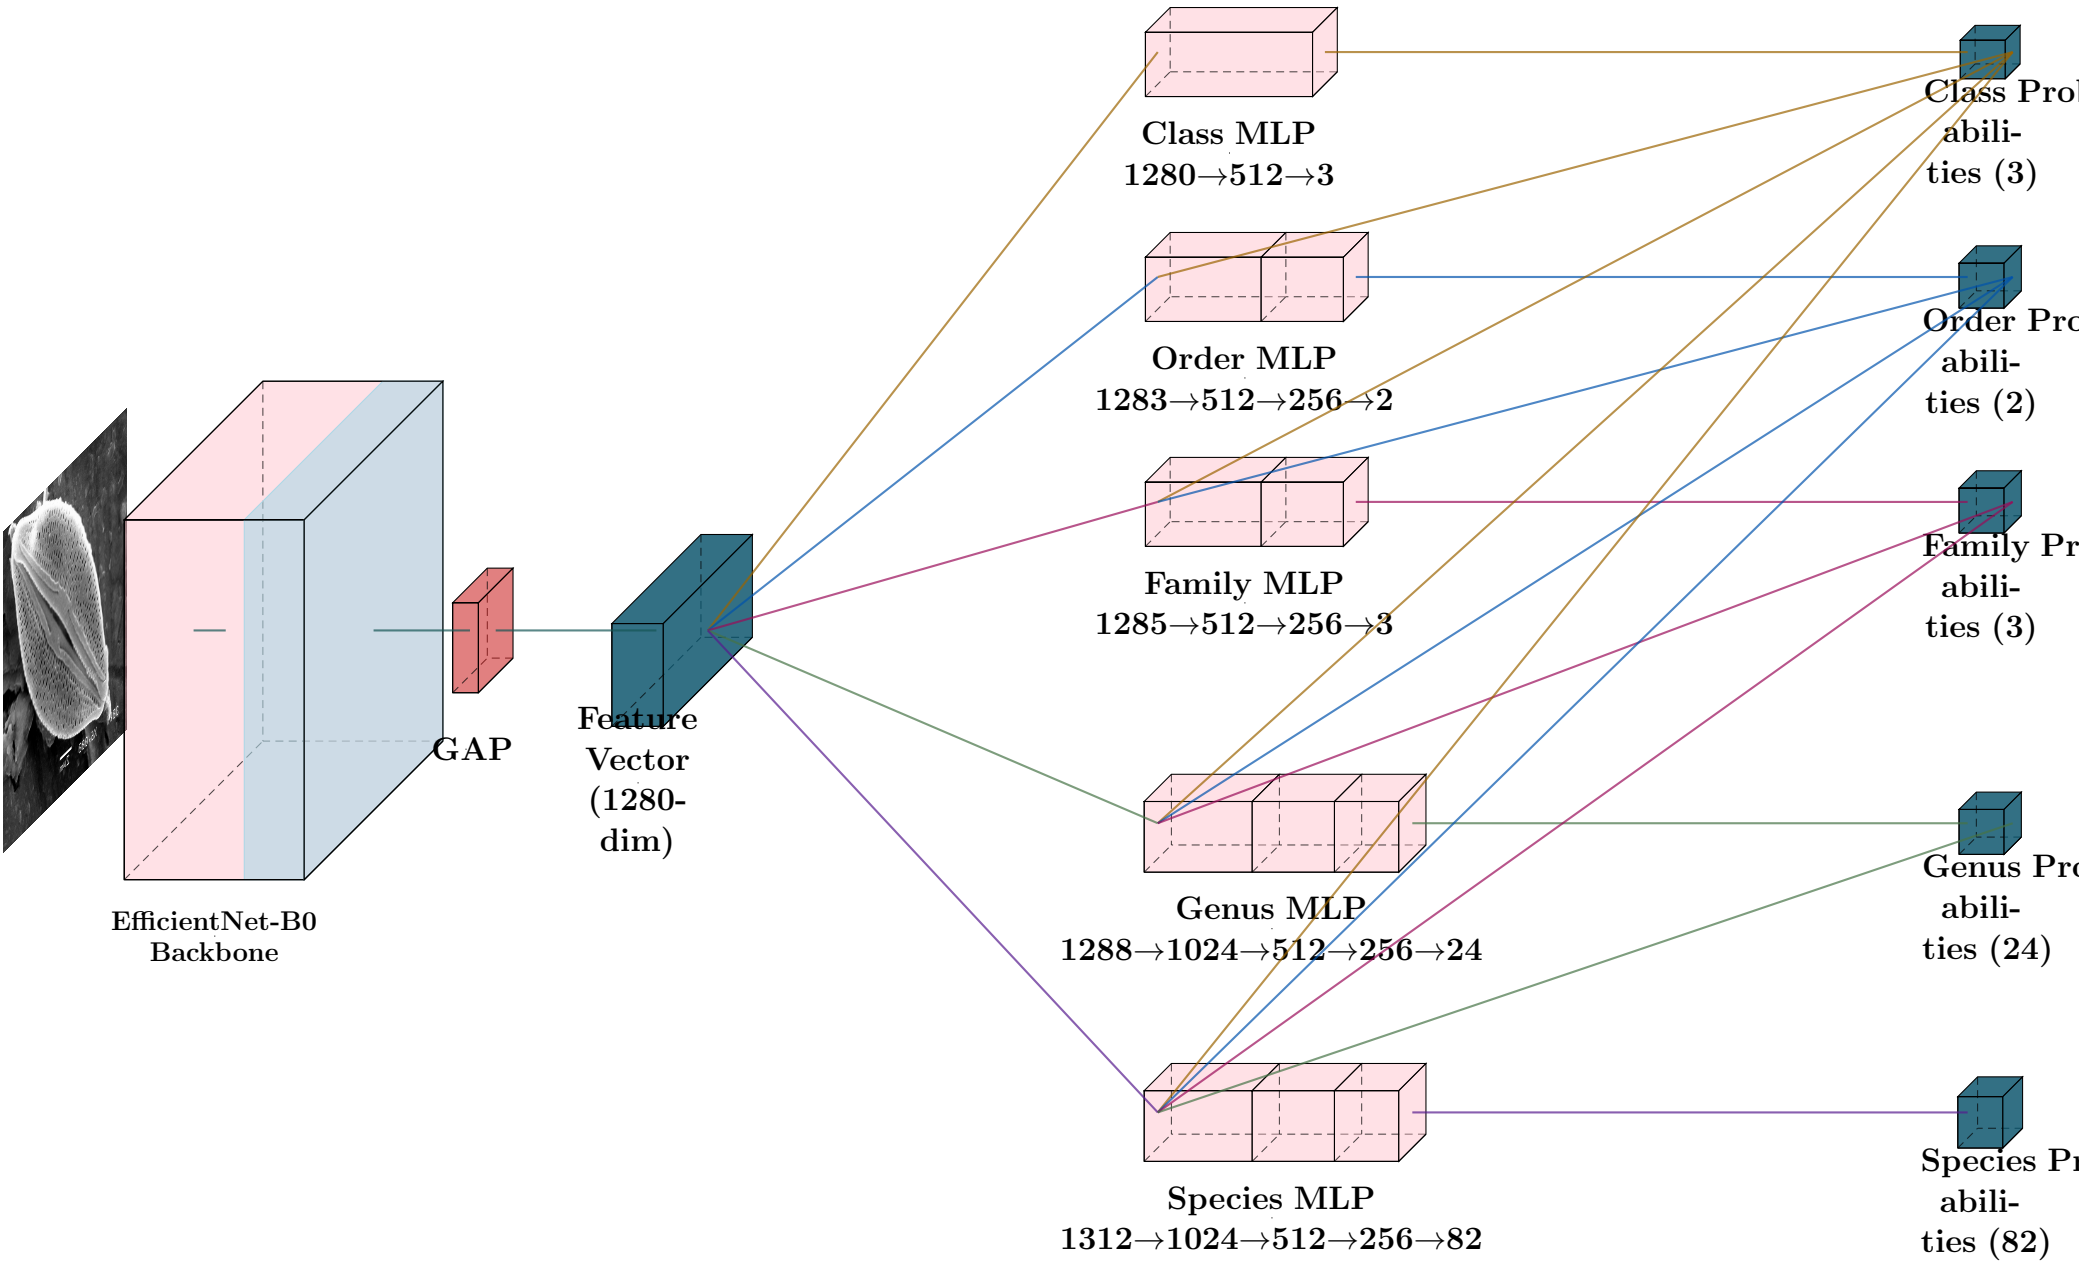 Class MLP
1280→512→3
Class Prob
abili-
ties (3)
Order MLP
1283→512→256→2
Order Pro
abili-
ties (2)
Family MLP
1285→512→256→3
Family Pr
abili-
ties (3)
GAP
Feature
Vector
(1280-
dim)
EfficientNet-B0
Backbone
Genus MLP
1288→1024→512→256→24
Genus Pro
abili-
ties (24)
Species MLP
1312→1024→512→256→82
Species Pr
abili-
ties (82)